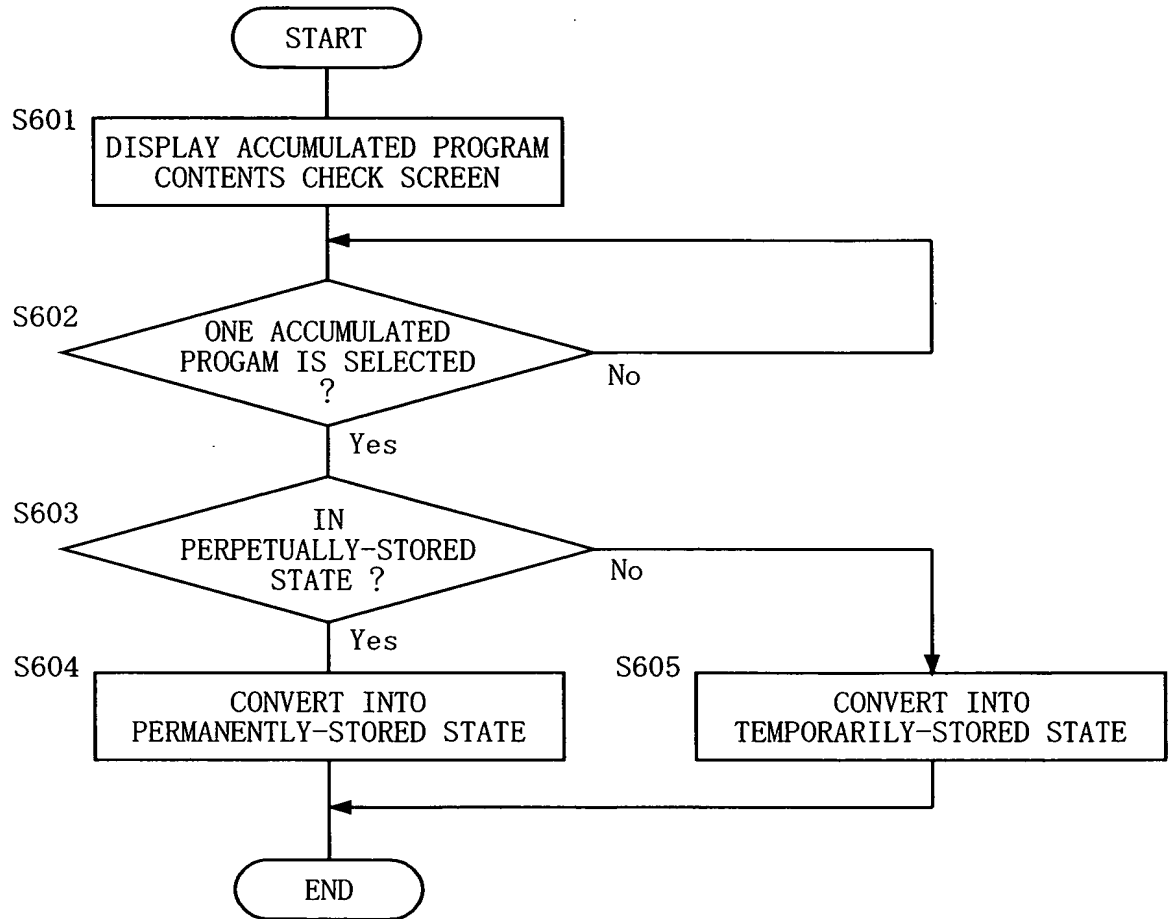 START
S601
DISPLAY ACCUMULATED PROGRAM
CONTENTS CHECK SCREEN
S602
ONE ACCUMULATED
PROGAM IS SELECTED
?
No
Yes
S603
IN
PERPETUALLY-STORED
STATE ?
No
Yes
S604
CONVERT INTO
PERMANENTLY-STORED STATE
S605
CONVERT INTO
TEMPORARILY-STORED STATE
END